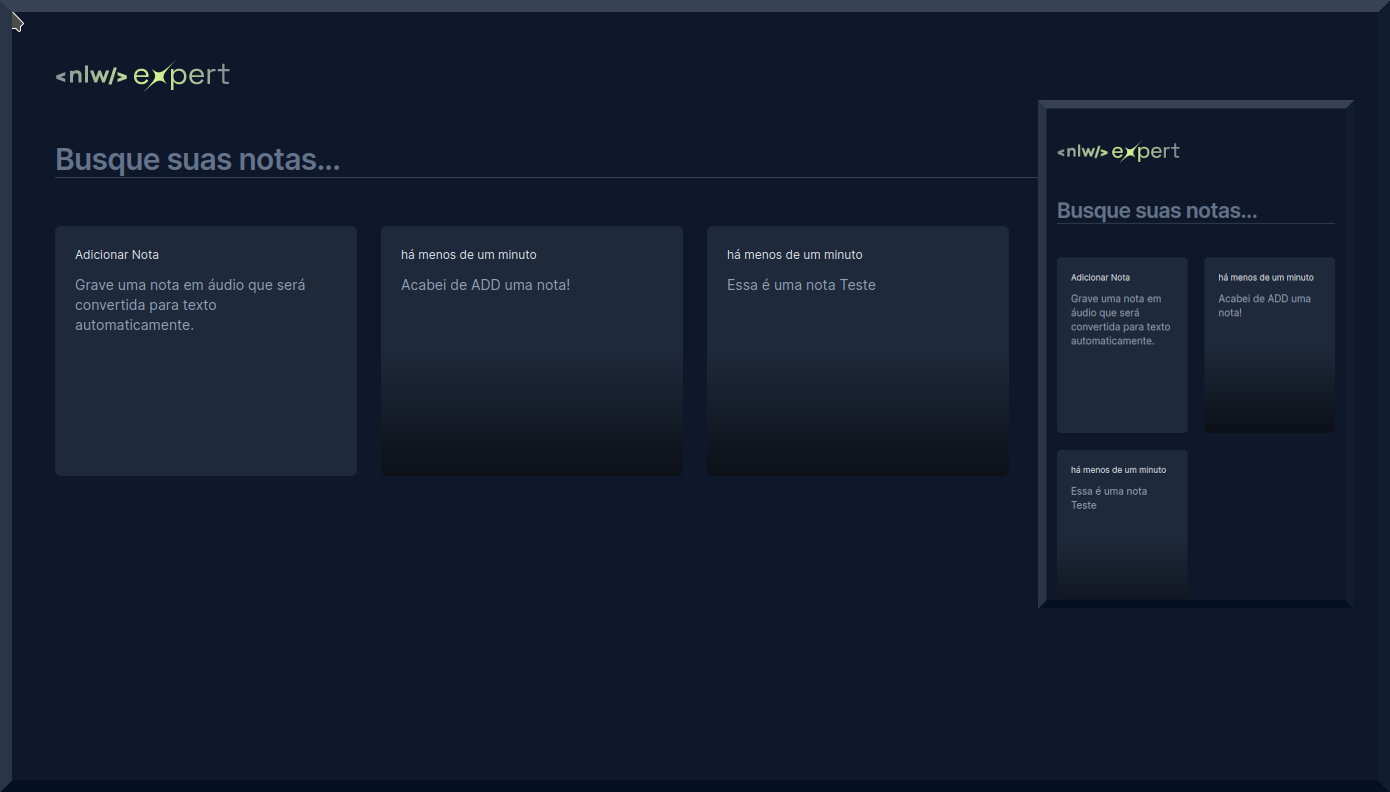 <nlw/> expert
Busque suas notas...
Adicionar Nota
Grave uma nota em áudio que será
convertida para texto
automaticamente.
há menos de um minuto
Acabei de ADD uma nota!
há menos de um minuto
Essa é uma nota Teste
<nlw/> expert
Busque suas notas...
Adicionar Nota
Grave uma nota em
áudio que será
convertida para texto
automaticamente.
há menos de um minuto
Acabei de ADD uma
nota!
há menos de um minuto
Essa é uma nota
Teste